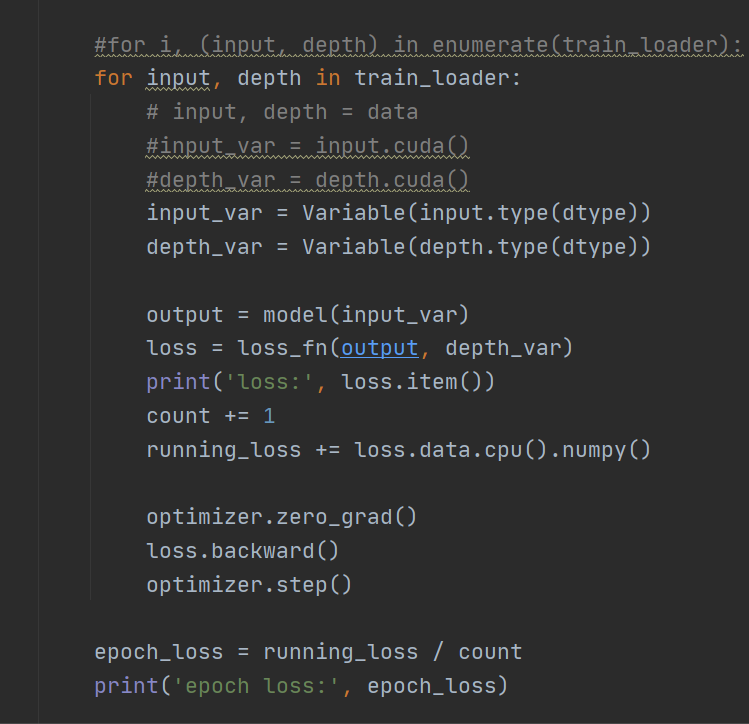 #for i, (input, depth) in enumerate(train_loader):
for input, depth in train_loader:
# input, depth = data
#input_var = input.cuda()
#depth_var = depth.cuda()
input_var = Variable(input.type(dtype))
depth_var = Variable(depth.type(dtype))
output = model(input_var)
loss = loss_fn(output, depth_var)
print('loss:', loss.item())
count += 1
running_loss += loss.data.cpu().numpy()
optimizer.zero_grad()
loss.backward()
optimizer.step()
epoch_loss = running_loss / count
print('epoch loss:', epoch_loss)